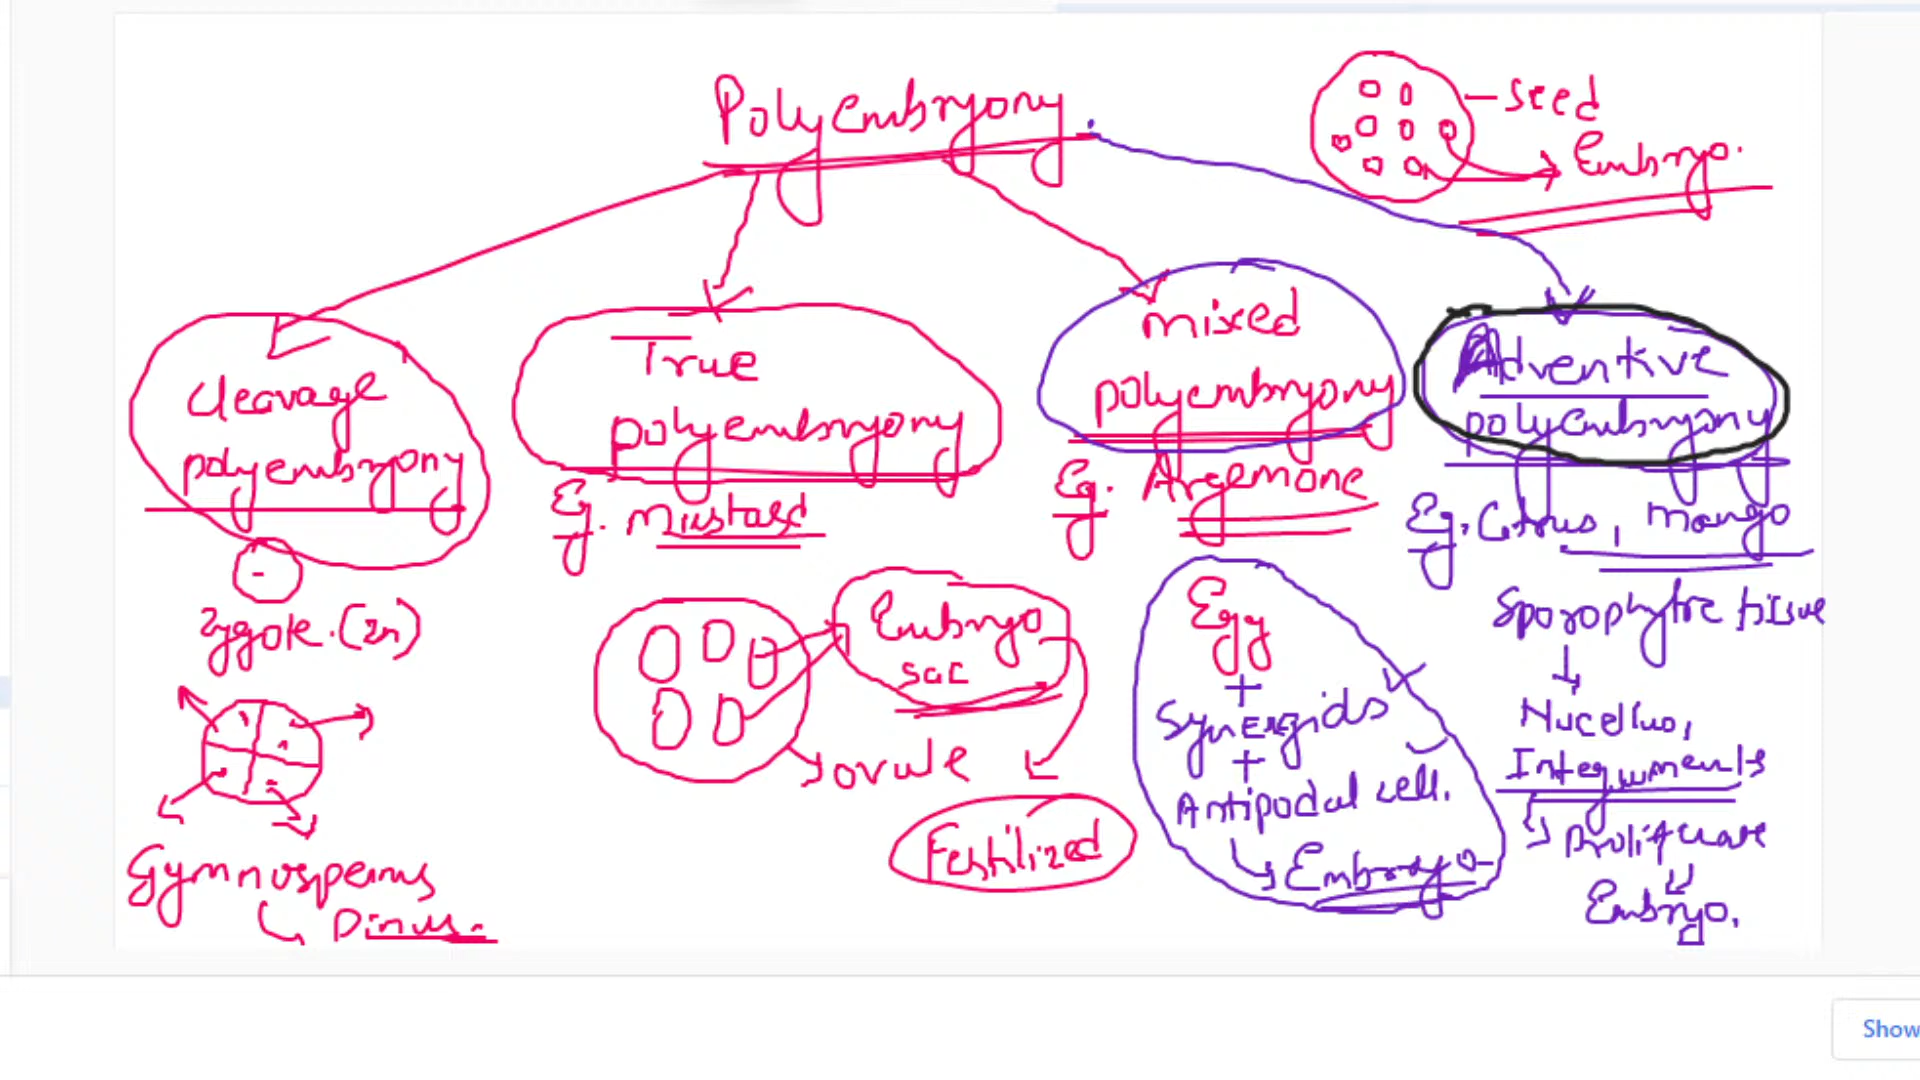 Polyembryony
- seed
Embryo.
cleavage
polyembryony
zygote. (2n)
Gymnosperms
Pinus.
True
polyembryony
Eg. Mustard
Embryo
sac
ovule
Fertilized
mixed
polyembryony
Eg. Argemone
Egg
+
Synergids
+
Antipodal cell.
Embryo
Adventive
polyembryony
Eg. Citrus, Mango
Sporophytic tissue
Nucellus,
Integuments
Proliferate
Embryo.
Show